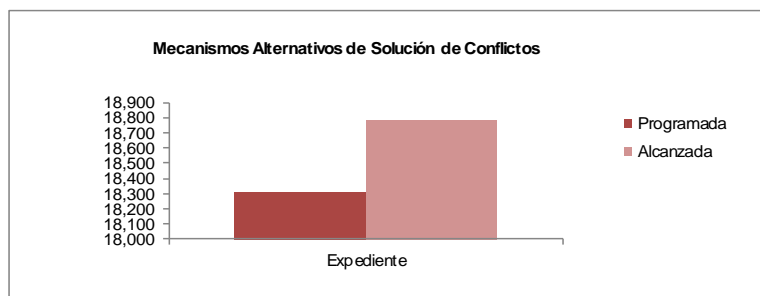 Mecanismos Alternativos de Solución de Conflictos
18,900
18,800
18,700
18,600
18,500
18,400
18,300
18,200
18,100
18,000
Expediente
Programada
Alcanzada